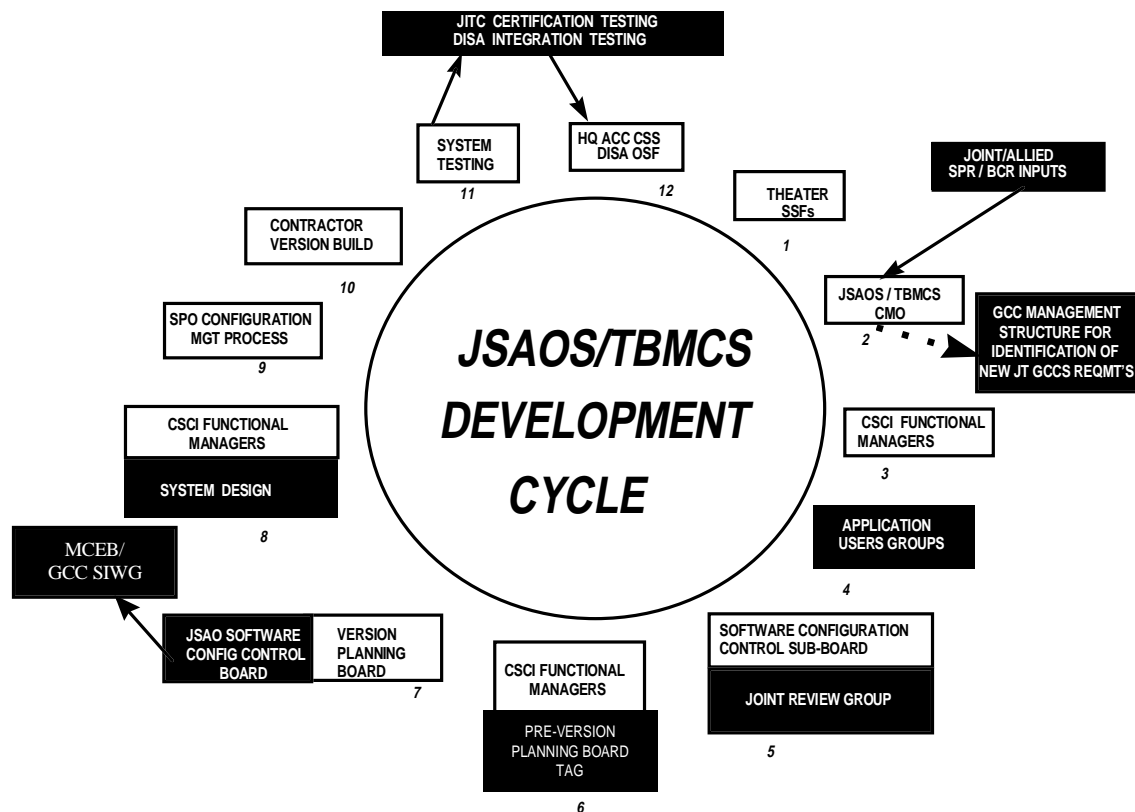 JITC CERTIFICATION TESTING
DISA INTEGRATION TESTING
SYSTEM
TESTING
11
HQ ACC CSS
DISA OSF
12
THEATER
SSFs
1
JOINT/ALLIED
SPR / BCR INPUTS
JSAOS / TBMCS
CMO
2
GCC MANAGEMENT
STRUCTURE FOR
IDENTIFICATION OF
NEW JT GCCS REQMT'S
CSCI FUNCTIONAL
MANAGERS
3
APPLICATION
USERS GROUPS
4
SOFTWARE CONFIGURATION
CONTROL SUB-BOARD
JOINT REVIEW GROUP
5
CSCI FUNCTIONAL
MANAGERS
PRE-VERSION
PLANNING BOARD
TAG
6
JSAO SOFTWARE
CONFIG CONTROL
BOARD
VERSION
PLANNING
BOARD
7
MCEB/
GCC SIWG
CSCI FUNCTIONAL
MANAGERS
SYSTEM DESIGN
8
SPO CONFIGURATION
MGT PROCESS
9
CONTRACTOR
VERSION BUILD
10
JSAOS/TBMCS
DEVELOPMENT
CYCLE